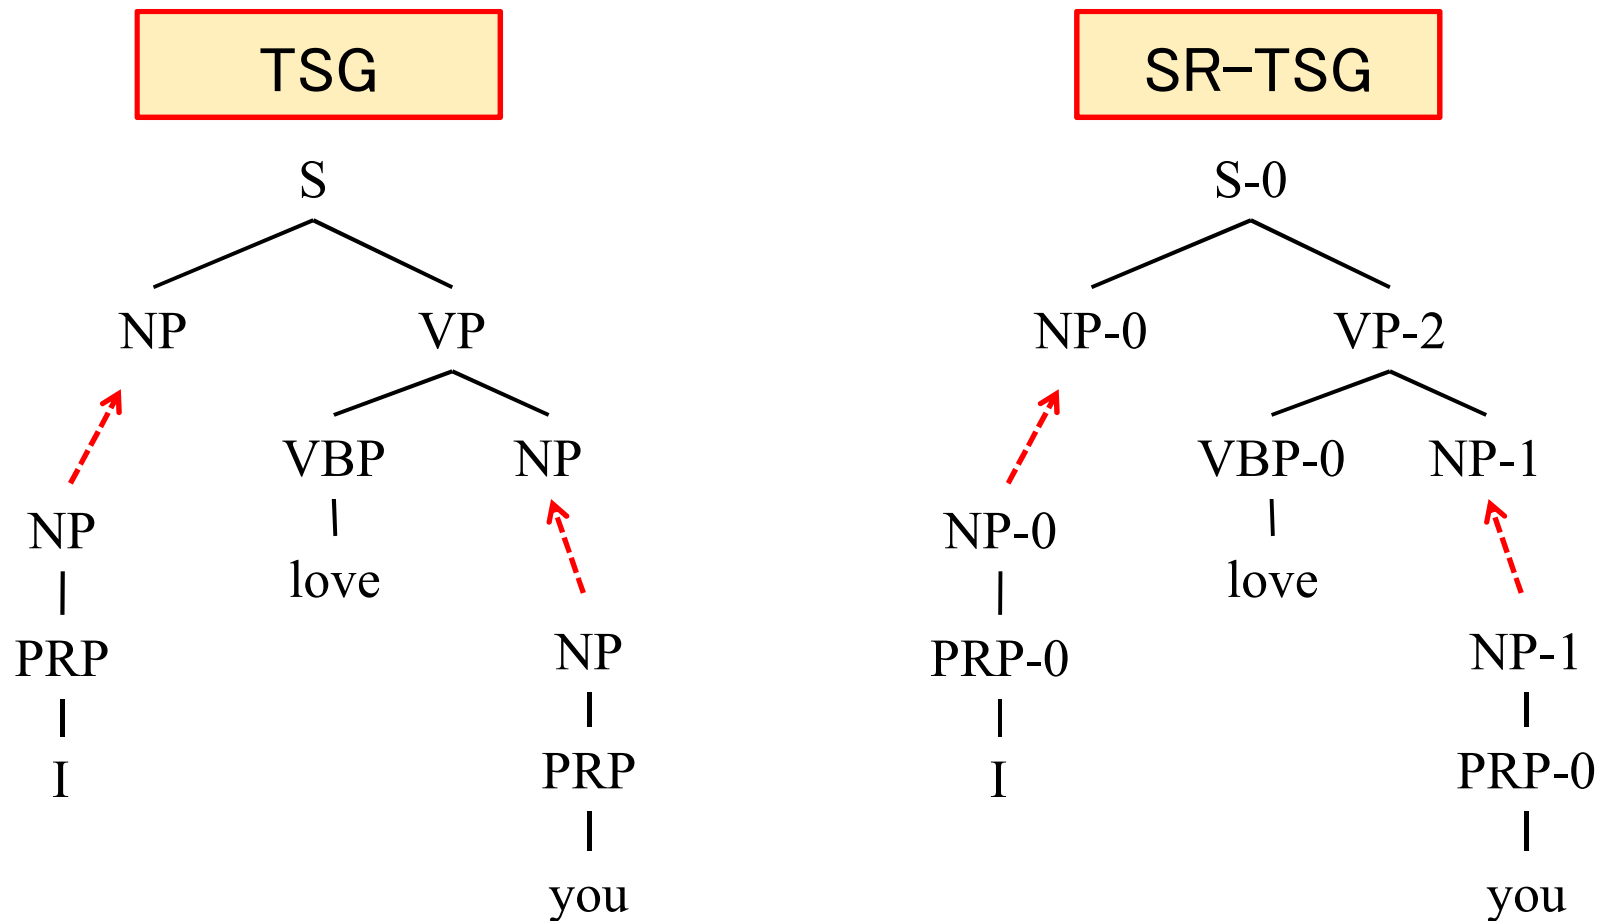 TSG
S
NP VP
VBP NP
NP
love
PRP
NP
I
PRP
you
SR-TSG
S-0
NP-0 VP-2
VBP-0 NP-1
NP-0
love
PRP-0
NP-1
I
PRP-0
you